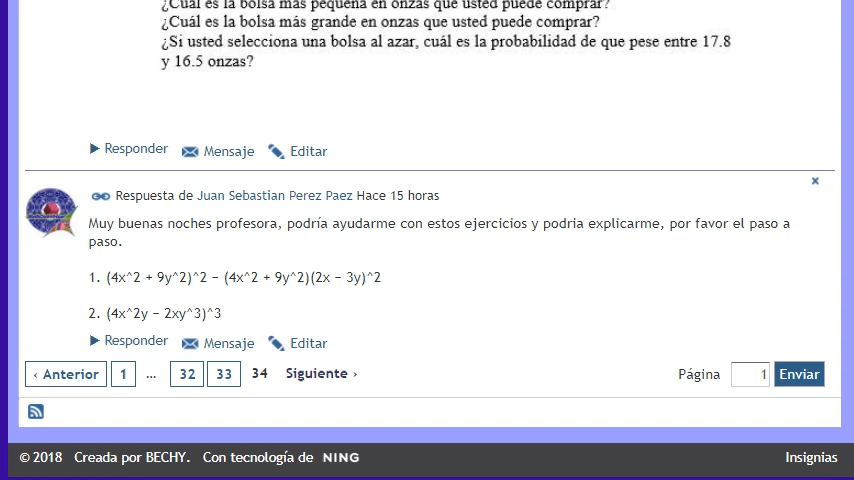 ¿Cuál es la bolsa más pequeña en onzas que usted puede comprar?
¿Cuál es la bolsa más grande en onzas que usted puede comprar?
¿Si usted selecciona una bolsa al azar, cuál es la probabilidad de que pese entre 17.8
y 16.5 onzas?
Responder Mensaje Editar
x
Respuesta de Juan Sebastian Perez Paez Hace 15 horas
Muy buenas noches profesora, podría ayudarme con estos ejercicios y podria explicarme, por favor el paso a
paso.
1. (4x^2 + 9y^2)^2 − (4x^2 + 9y^2)(2x − 3y)^2
2. (4x^2y − 2xy^3)^3
Responder Mensaje Editar
‹ Anterior 1 ... 32 33 34 Siguiente › Página 1 Enviar
© 2018 Creada por BECHY. Con tecnología de NING Insignias